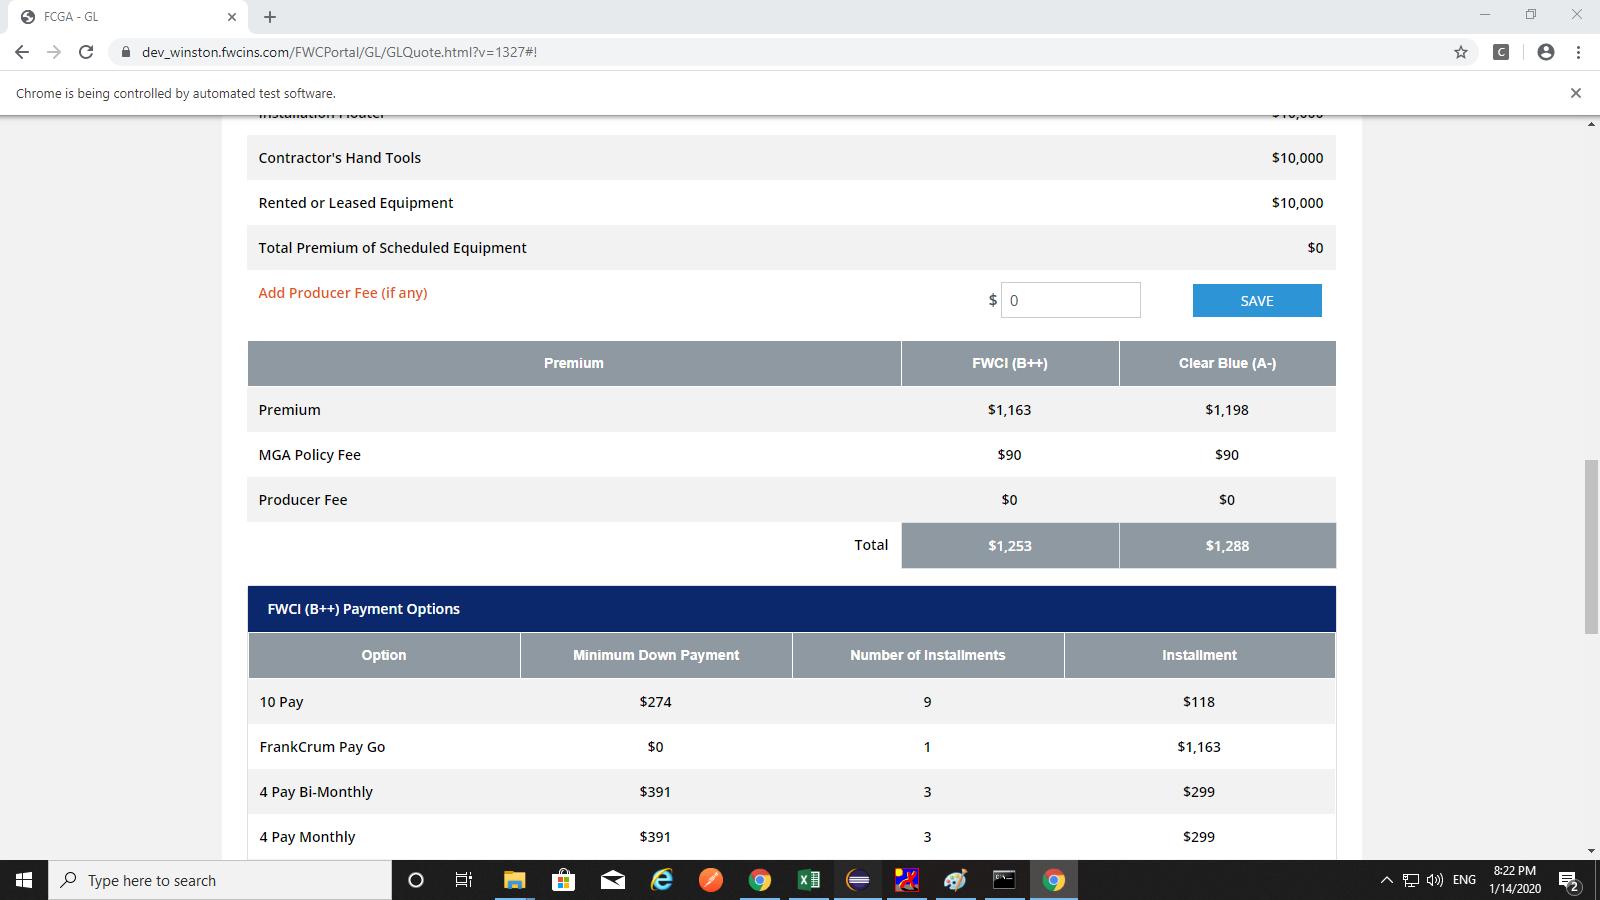 FCGA - GL
dev_winston.fwcins.com/FWCPortal/GL/GLQuote.html?v=1327#!
Chrome is being controlled by automated test software.
Contractor's Hand Tools $10,000
Rented or Leased Equipment $10,000
Total Premium of Scheduled Equipment $0
Add Producer Fee (if any) $ 0 SAVE
Premium FWCI (B++) Clear Blue (A-)
Premium $1,163 $1,198
MGA Policy Fee $90 $90
Producer Fee $0 $0
Total $1,253 $1,288
FWCI (B++) Payment Options
Option Minimum Down Payment Number of Installments Installment
10 Pay $274 9 $118
FrankCrum Pay Go $0 1 $1,163
4 Pay Bi-Monthly $391 3 $299
4 Pay Monthly $391 3 $299
Type here to search
ENG
8:22 PM
1/14/2020
2